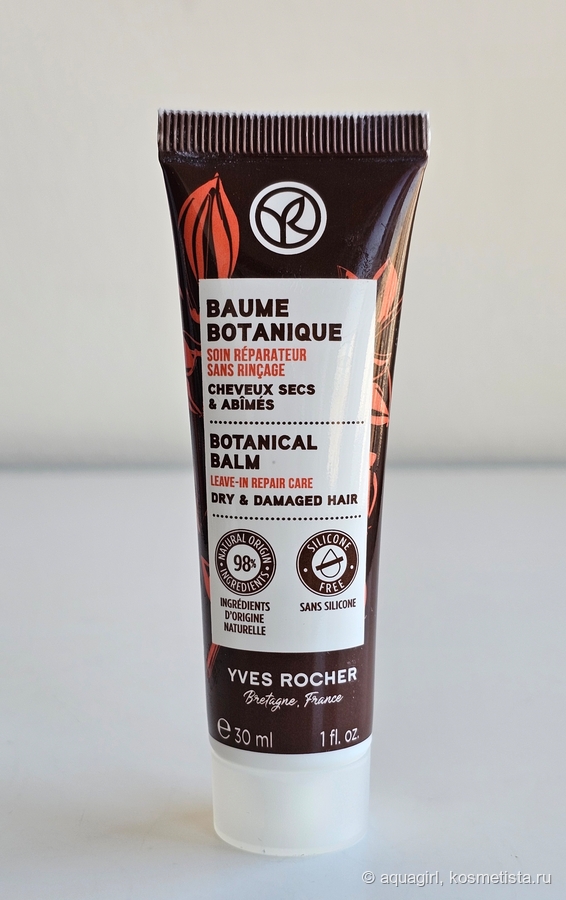 BAUME
BOTANIQUE
SOIN RÉPARATEUR
SANS RINÇAGE
CHEVEUX SECS
& ABÎMÉS
BOTANICAL
BALM
LEAVE-IN REPAIR CARE
DRY & DAMAGED HAIR
NATURAL ORIGIN
98%
INGREDIENTS
SILICONE
FREE
INGRÉDIENTS
D'ORIGINE
NATURELLE
SANS SILICONE
YVES ROCHER
Bretagne, France
℮ 30 ml 1 fl. oz.
© aquagirl, kosmetista.ru